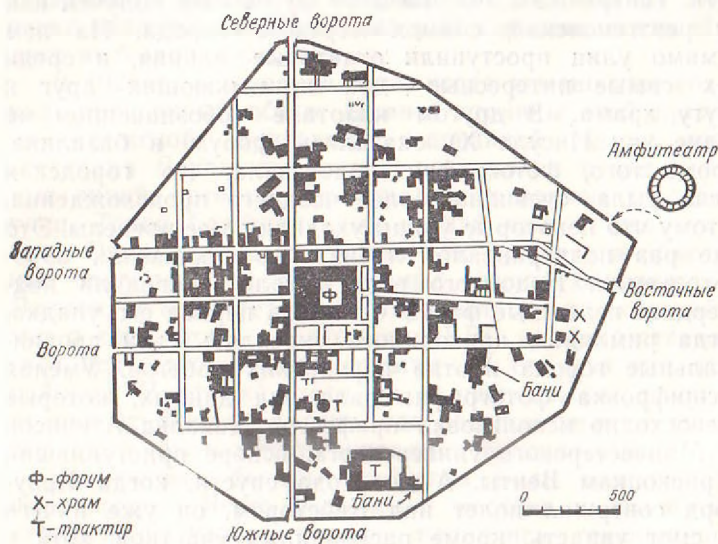 Северные ворота
Амфитеатр
Западные
ворота
Восточные
ворота
Ворота
Бани
Бани
Ф
X
X
T
Ф-форум
X-храм
T-трактир
Южные ворота
0 500